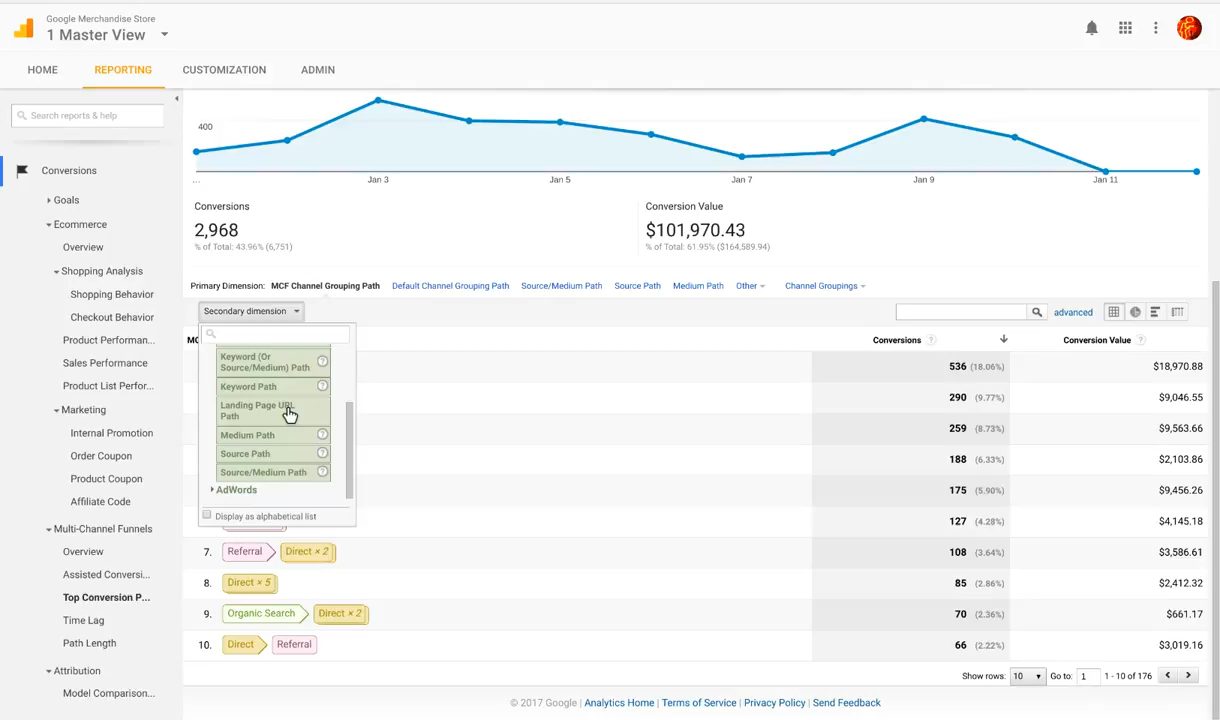 Google Merchandise Store
1 Master View
HOME REPORTING CUSTOMIZATION ADMIN
Search reports & help
Conversions
Goals
Ecommerce
Overview
Shopping Analysis
Shopping Behavior
Checkout Behavior
Product Performan...
Sales Performance
Product List Perfor...
Marketing
Internal Promotion
Order Coupon
Product Coupon
Affiliate Code
Multi-Channel Funnels
Overview
Assisted Conversi...
Top Conversion P...
Time Lag
Path Length
Attribution
Model Comparison...
400
... Jan 3 Jan 5 Jan 7 Jan 9 Jan 11
Conversions
2,968
% of Total: 43.96% (6,751)
Conversion Value
$101,970.43
% of Total: 61.95% ($164,589.94)
Primary Dimension: MCF Channel Grouping Path Default Channel Grouping Path Source/Medium Path Source Path Medium Path Other Channel Groupings
Secondary dimension
advanced
Keyword (Or
Source/Medium) Path
Keyword Path
Landing Page URL
Path
Medium Path
Source Path
Source/Medium Path
AdWords
Display as alphabetical list
Conversions Conversion Value
536 (18.06%) $18,970.88
290 (9.77%) $9,046.55
259 (8.73%) $9,563.66
188 (6.33%) $2,103.86
175 (5.90%) $9,456.26
127 (4.28%) $4,145.18
7. Referral Direct × 2 108 (3.64%) $3,586.61
8. Direct × 5 85 (2.86%) $2,412.32
9. Organic Search Direct × 2 70 (2.36%) $661.17
10. Direct Referral 66 (2.22%) $3,019.16
Show rows: 10 Go to: 1 1 - 10 of 176
© 2017 Google | Analytics Home | Terms of Service | Privacy Policy | Send Feedback